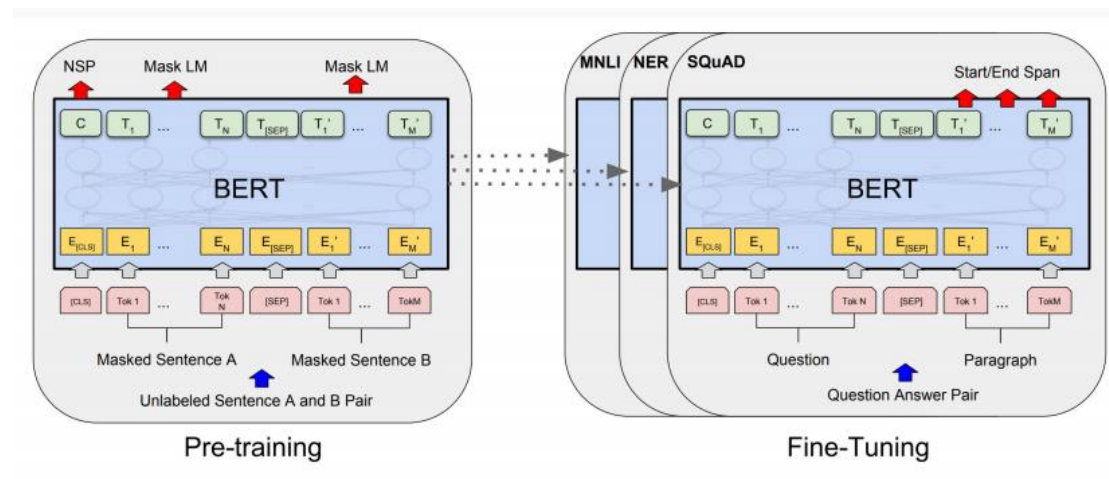 NSP Mask LM Mask LM
C T1 ... TN T[SEP] T1' ... TM'
BERT
E[CLS] E1 ... EN E[SEP] E1' ... EM'
[CLS] Tok 1 ... Tok N [SEP] Tok 1 ... TokM
Masked Sentence A Masked Sentence B
Unlabeled Sentence A and B Pair
Pre-training
MNLI NER SQuAD
Start/End Span
C T1 ... TN T[SEP] T1' ... TM'
BERT
E[CLS] E1 ... EN E[SEP] E1' ... EM'
[CLS] Tok 1 ... Tok N [SEP] Tok 1 ... TokM
Question Paragraph
Question Answer Pair
Fine-Tuning